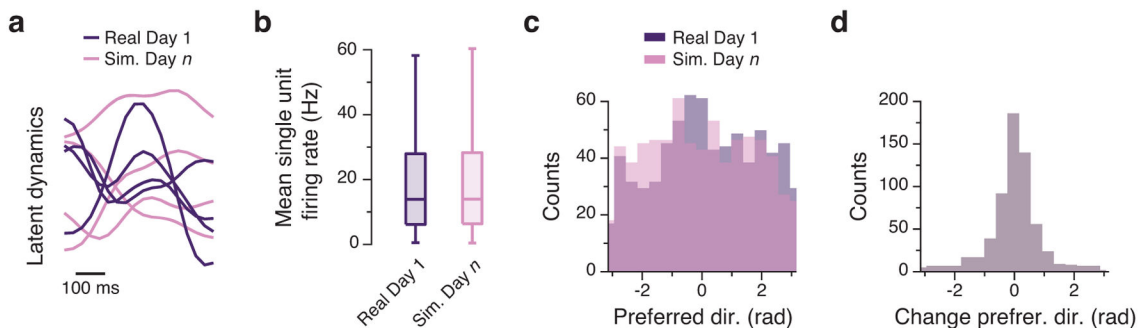 a
Real Day 1
Sim. Day n
Latent dynamics
100 ms
b
Mean single unit
firing rate (Hz)
60
40
20
0
Real Day 1
Sim. Day n
c
Real Day 1
Sim. Day n
Counts
60
40
20
0
-2
0
2
Preferred dir. (rad)
d
Counts
200
150
100
50
0
-2
0
2
Change prefrer. dir. (rad)